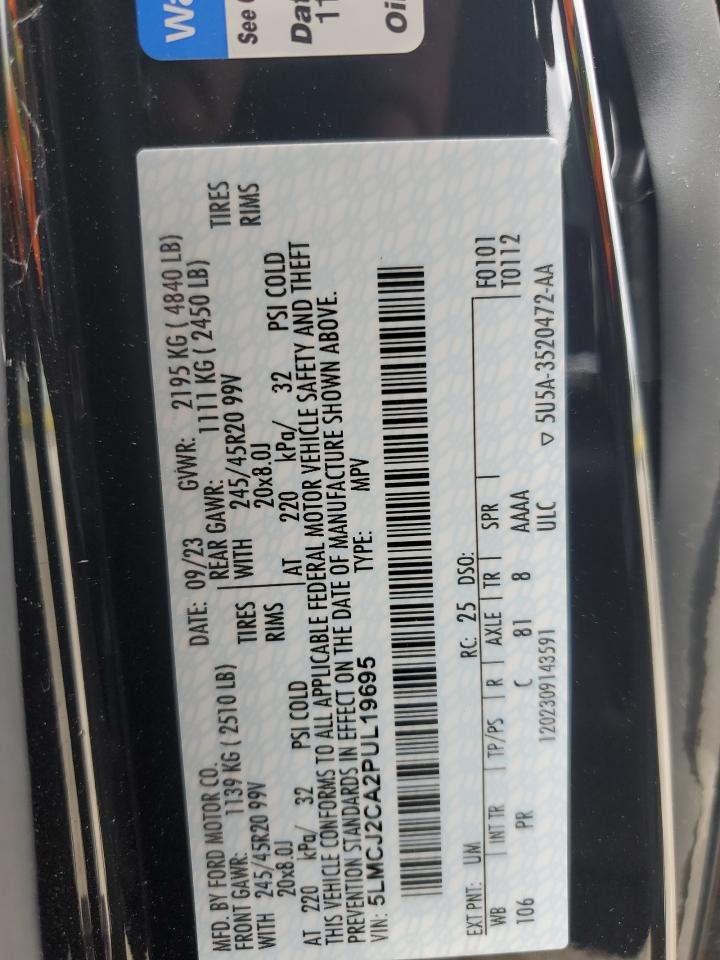 Wa
See
Dat
11
Oil
MFD. BY FORD MOTOR CO.
DATE: 09/23 GVWR: 2195 KG ( 4840 LB)
FRONT GAWR: 1139 KG ( 2510 LB)
REAR GAWR: 1111 KG ( 2450 LB)
WITH 245/45R20 99V TIRES
WITH 245/45R20 99V TIRES
20x8.0J RIMS
20x8.0J RIMS
AT 220 kPa/ 32 PSI COLD
AT 220 kPa/ 32 PSI COLD
THIS VEHICLE CONFORMS TO ALL APPLICABLE FEDERAL MOTOR VEHICLE SAFETY AND THEFT
PREVENTION STANDARDS IN EFFECT ON THE DATE OF MANUFACTURE SHOWN ABOVE.
VIN: 5LMCJ2CA2PUL19695 TYPE: MPV
EXT PNT: UM RC: 25 DSO: F0101
WB INT TR TP/PS R AXLE TR SPR T0112
106 PR C 81 8 AAAA
ULC
1202309143591 ▽ 5U5A-3520472-AA